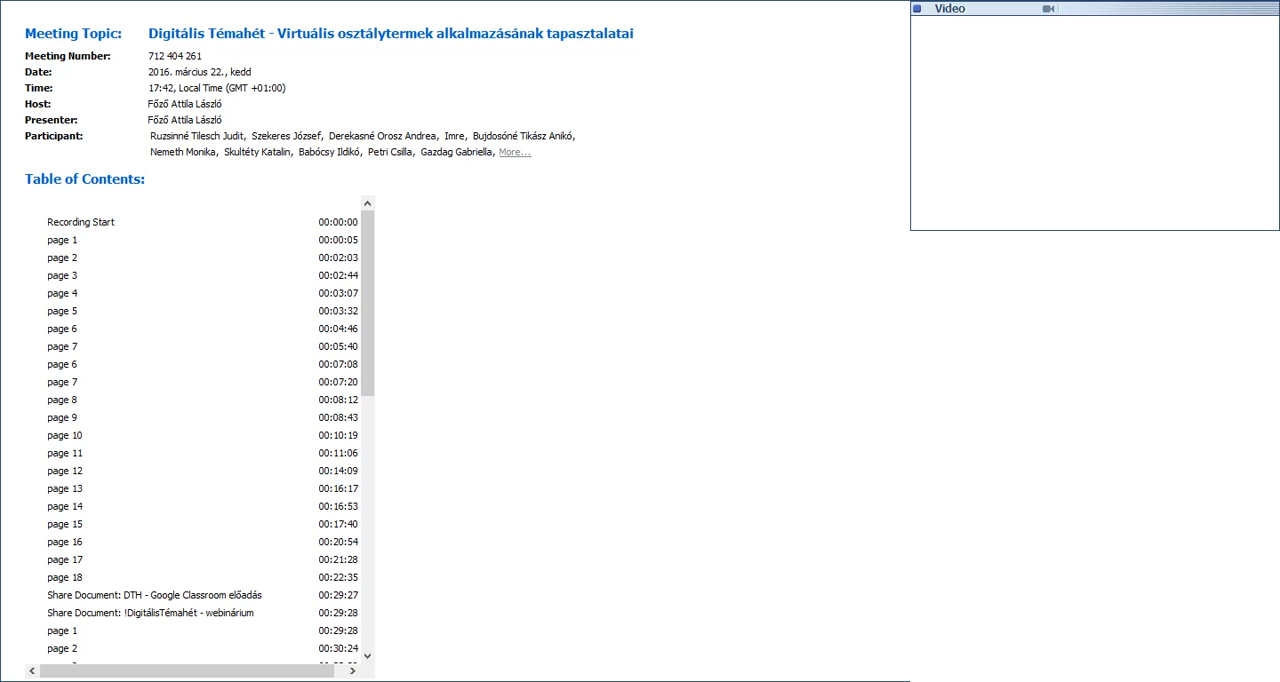 Meeting Topic: Digitális Témahét - Virtuális osztálytermek alkalmazásának tapasztalatai
Meeting Number: 712 404 261
Date: 2016. március 22., kedd
Time: 17:42, Local Time (GMT +01:00)
Host: Főző Attila László
Presenter: Főző Attila László
Participant: Ruzsinné Tilesch Judit, Szekeres József, Derekasné Orosz Andrea, Imre, Bujdosóné Tikász Anikó,
Nemeth Monika, Skultéty Katalin, Babócsy Ildikó, Petri Csilla, Gazdag Gabriella, More...
Table of Contents:
Recording Start 00:00:00
page 1 00:00:05
page 2 00:02:03
page 3 00:02:44
page 4 00:03:07
page 5 00:03:32
page 6 00:04:46
page 7 00:05:40
page 6 00:07:08
page 7 00:07:20
page 8 00:08:12
page 9 00:08:43
page 10 00:10:19
page 11 00:11:06
page 12 00:14:09
page 13 00:16:17
page 14 00:16:53
page 15 00:17:40
page 16 00:20:54
page 17 00:21:28
page 18 00:22:35
Share Document: DTH - Google Classroom előadás 00:29:27
Share Document: !DigitálisTémahét - webinárium 00:29:28
page 1 00:29:28
page 2 00:30:24
Video